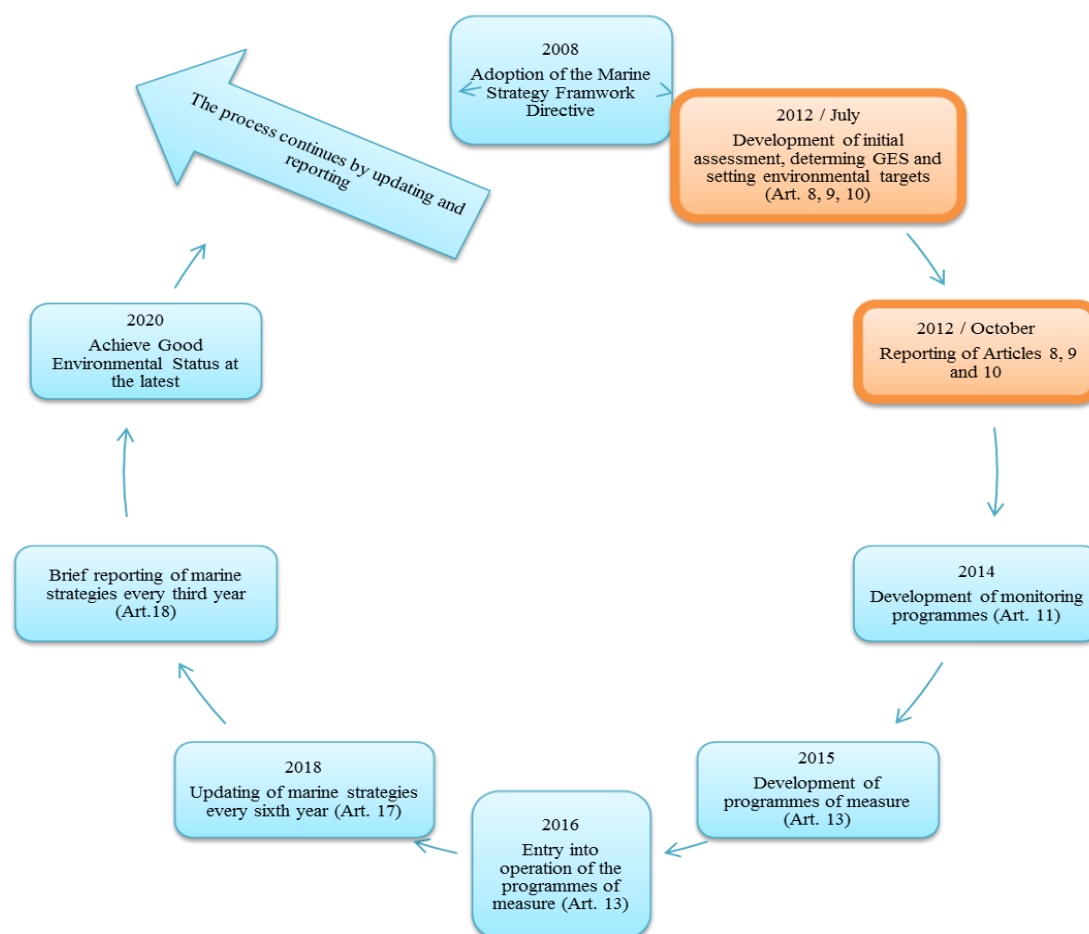 2008
Adoption of the Marine
Strategy Framwork
Directive
2012 / July
Development of initial
assessment, determing GES and
setting environmental targets
(Art. 8, 9, 10)
2012 / October
Reporting of Articles 8, 9
and 10
2014
Development of monitoring
programmes (Art. 11)
2015
Development of
programmes of measure
(Art. 13)
2016
Entry into
operation of the
programmes of
measure (Art. 13)
2018
Updating of marine strategies
every sixth year (Art. 17)
Brief reporting of marine
strategies every third year
(Art.18)
2020
Achieve Good
Environmental Status at
the latest
The process continues by updating and
reporting